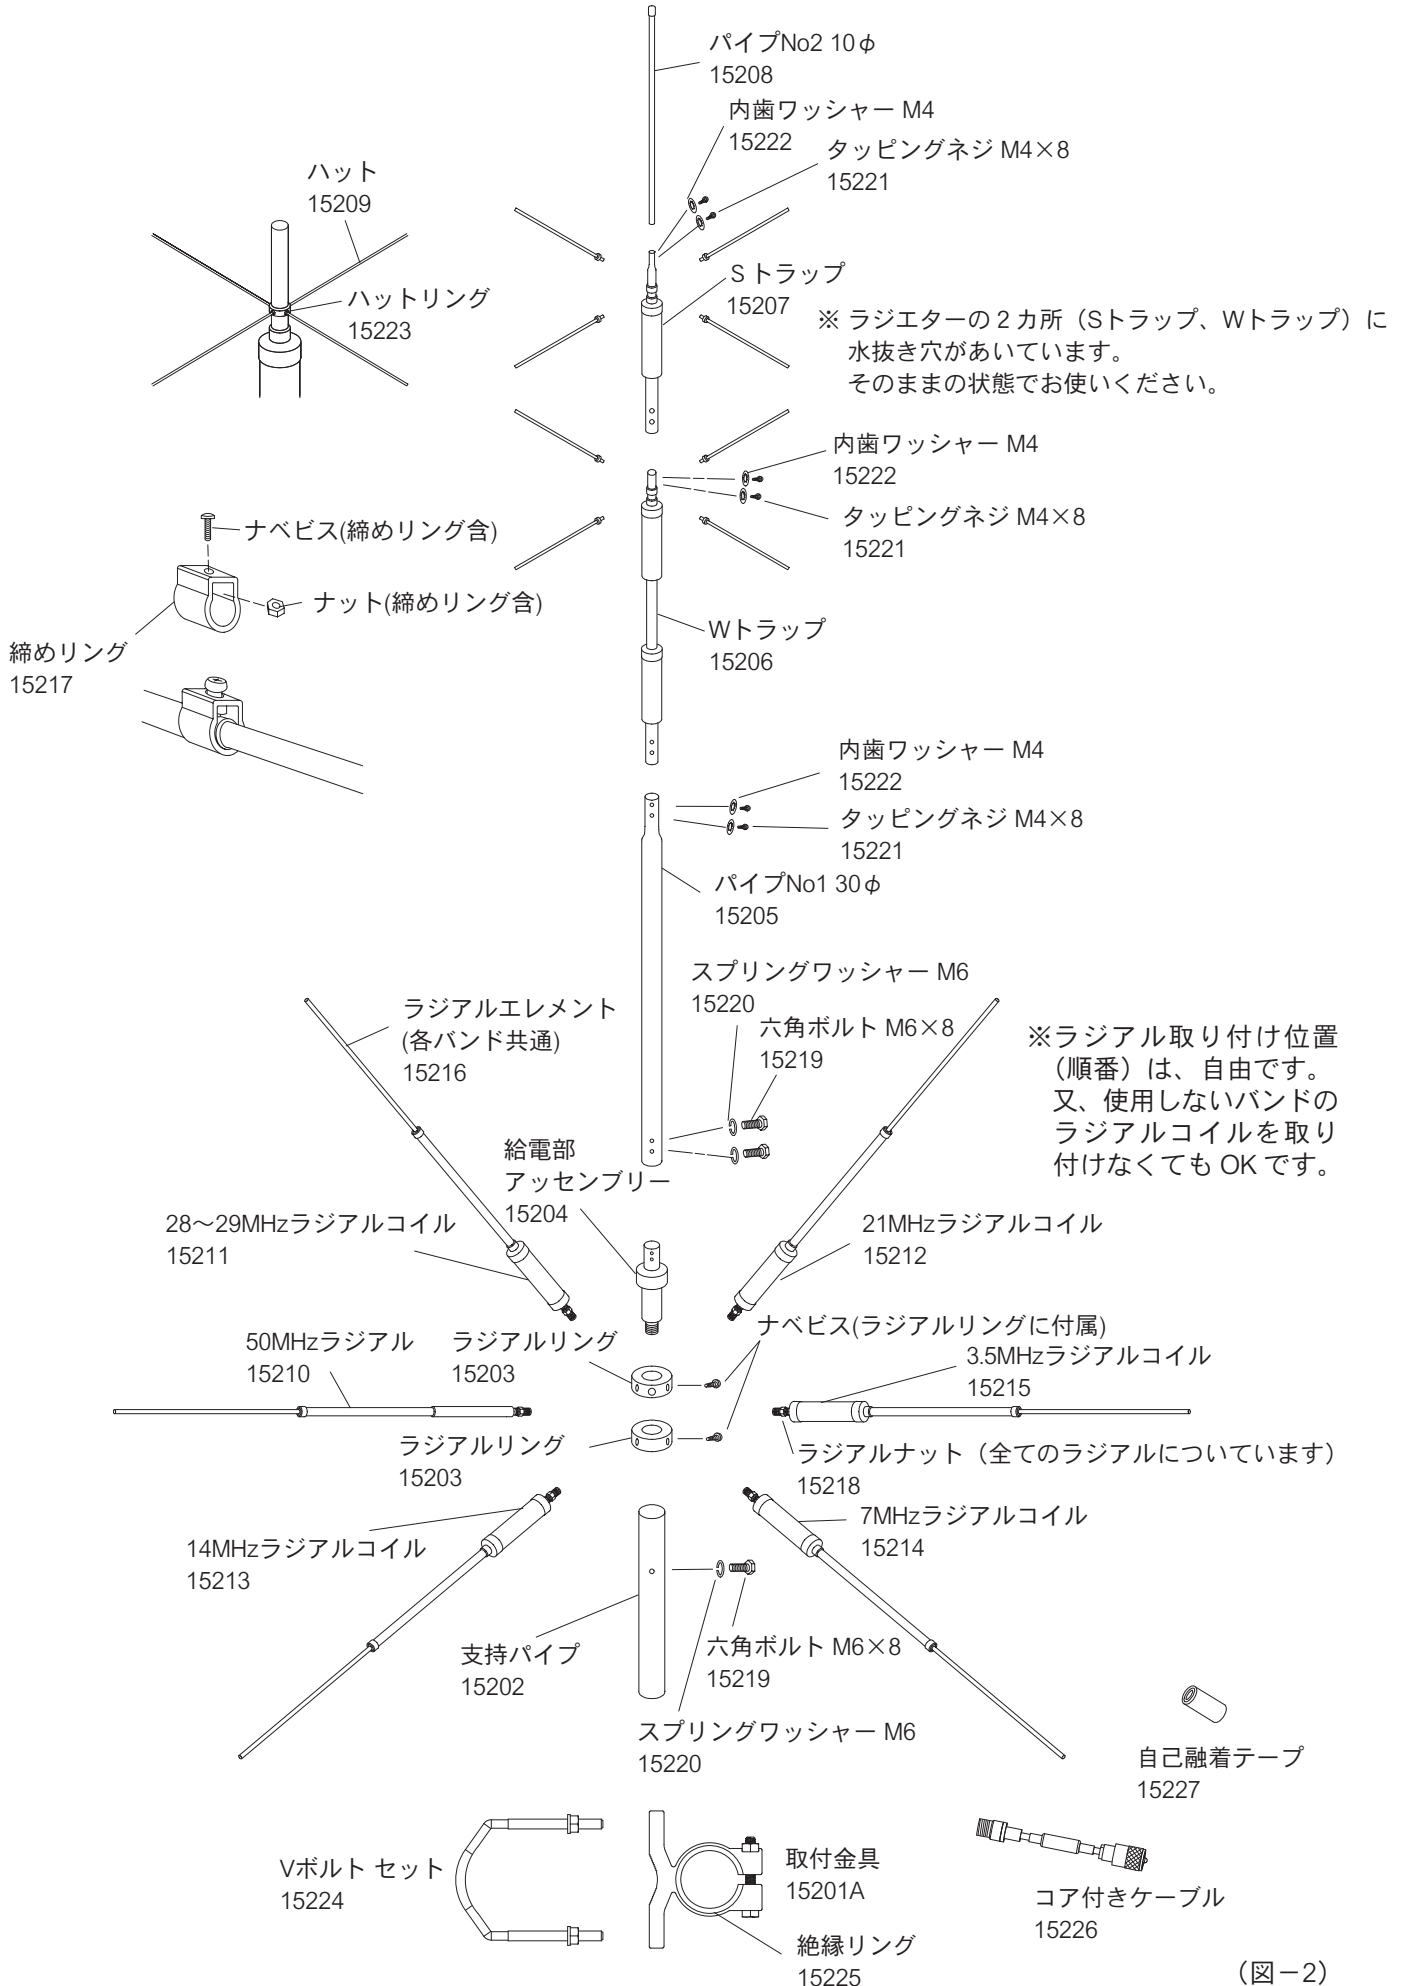 パイプNo2 10φ
15208
内歯ワッシャー M4
15222
タッピングネジ M4×8
15221
ハット
15209
ハットリング
15223
S トラップ
15207
※ ラジエターの 2 カ所（Sトラップ、Wトラップ）に
水抜き穴があいています。
そのままの状態でお使いください。
内歯ワッシャー M4
15222
タッピングネジ M4×8
15221
ナベビス(締めリング含)
ナット(締めリング含)
締めリング
15217
Wトラップ
15206
内歯ワッシャー M4
15222
タッピングネジ M4×8
15221
パイプNo1 30φ
15205
スプリングワッシャー M6
15220
六角ボルト M6×8
15219
ラジアルエレメント
(各バンド共通)
15216
※ラジアル取り付け位置
（順番）は、自由です。
又、使用しないバンドの
ラジアルコイルを取り
付けなくても OK です。
給電部
アッセンブリー
15204
28〜29MHzラジアルコイル
15211
21MHzラジアルコイル
15212
50MHzラジアル
15210
ラジアルリング
15203
ナベビス(ラジアルリングに付属)
3.5MHzラジアルコイル
15215
ラジアルリング
15203
ラジアルナット（全てのラジアルについています）
15218
14MHzラジアルコイル
15213
7MHzラジアルコイル
15214
支持パイプ
15202
六角ボルト M6×8
15219
スプリングワッシャー M6
15220
自己融着テープ
15227
Vボルト セット
15224
取付金具
15201A
絶縁リング
15225
コア付きケーブル
15226
（図－2）